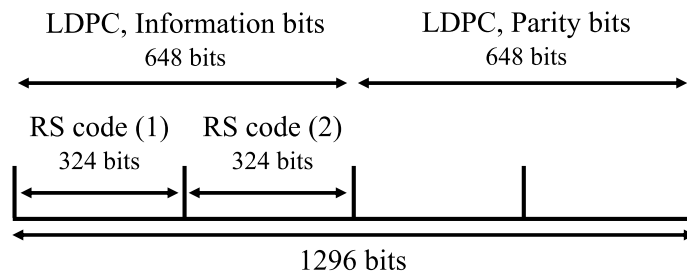 LDPC, Information bits
648 bits
LDPC, Parity bits
648 bits
RS code (1)
324 bits
RS code (2)
324 bits
1296 bits